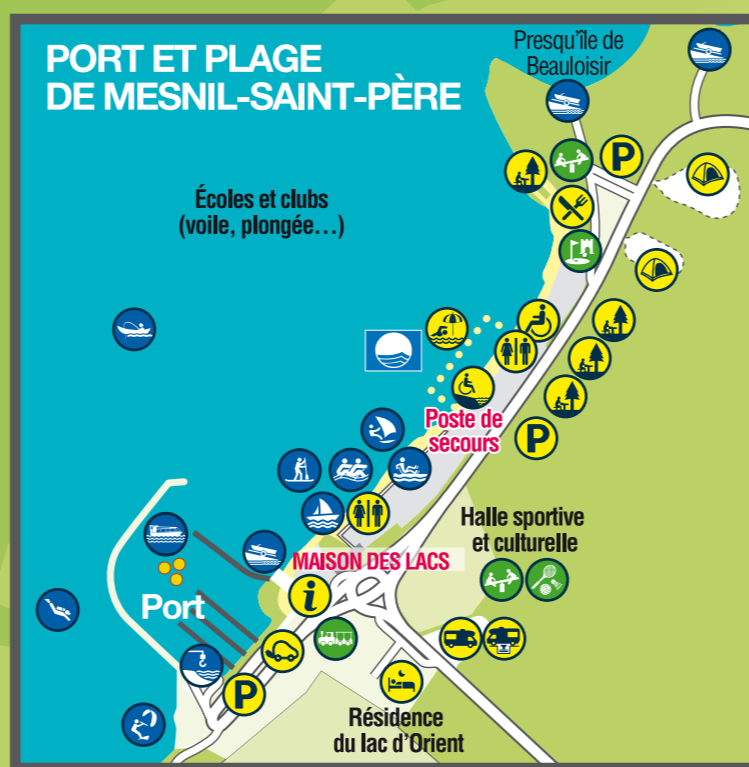 PORT ET PLAGE
DE MESNIL-SAINT-PÈRE
Presqu'île de
Beauloisir
P
Écoles et clubs
(voile, plongée…)
Poste de
secours
P
Halle sportive
et culturelle
MAISON DES LACS
i
Port
P
Résidence
du lac d'Orient